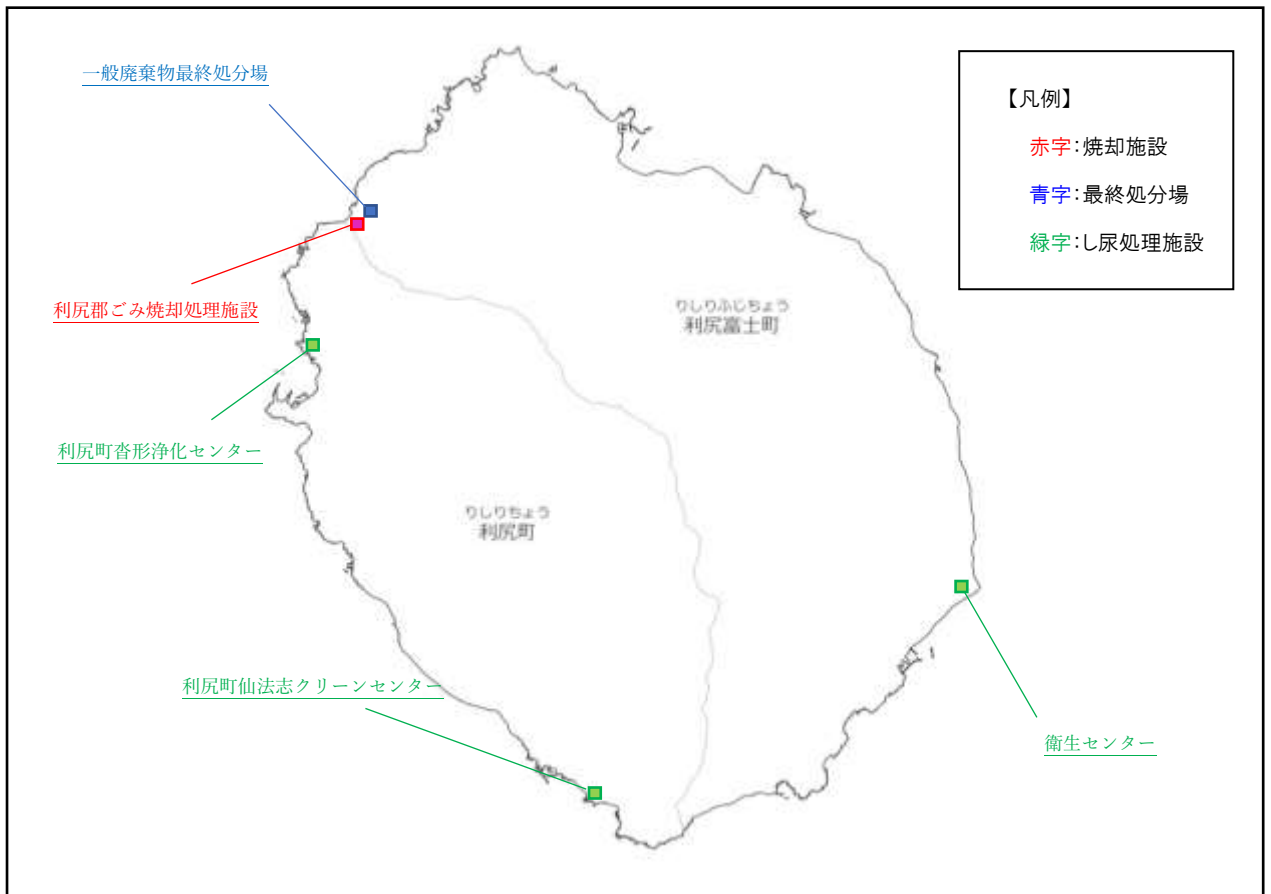 一般廃棄物最終処分場
【凡例】
赤字:焼却施設
青字:最終処分場
緑字:し尿処理施設
利尻郡ごみ焼却処理施設
りしりふじちょう
利尻富士町
利尻町沓形浄化センター
りしりちょう
利尻町
利尻町仙法志クリーンセンター
衛生センター